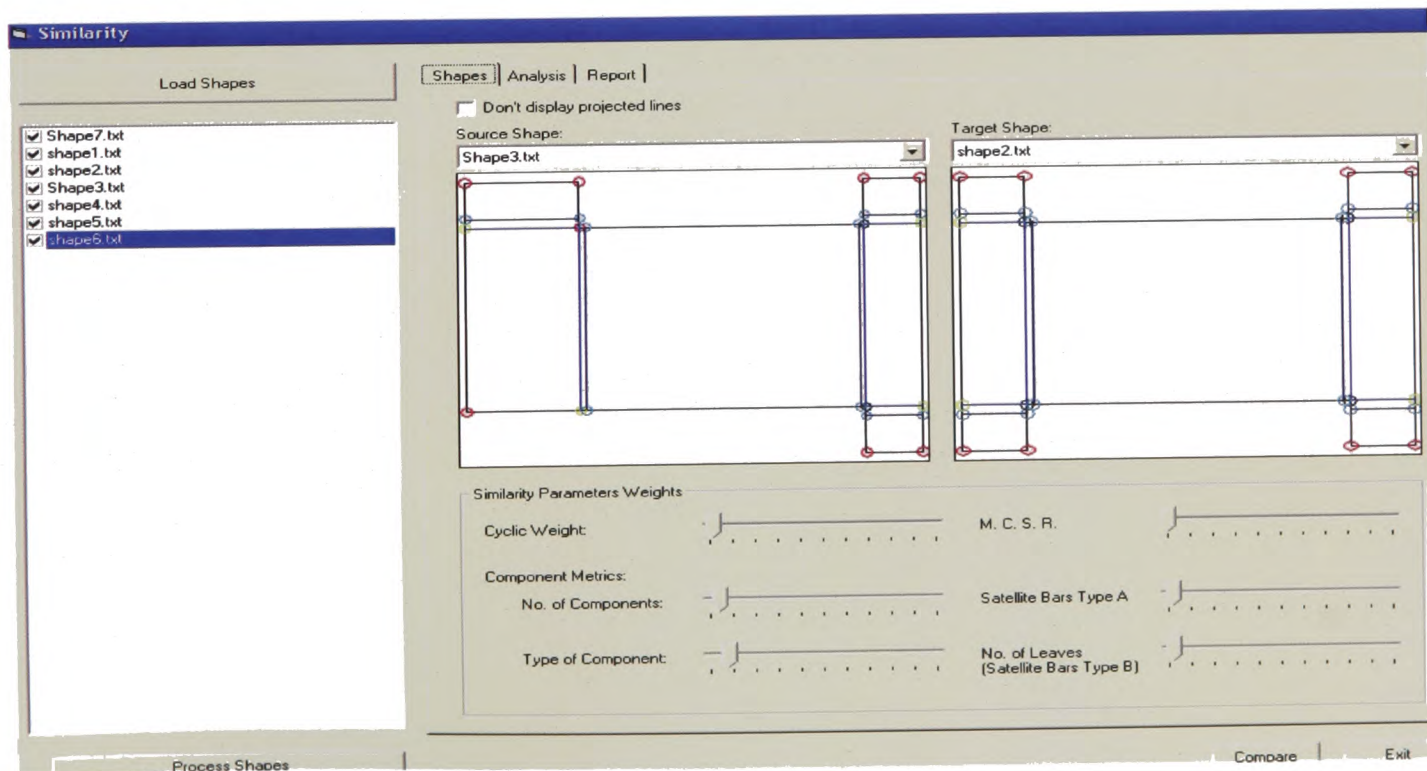 Similarity
Load Shapes
Shape7.txt
shape1.txt
shape2.txt
Shape3.txt
shape4.txt
shape5.txt
shape6.txt
Process Shapes
Shapes Analysis Report
Don't display projected lines
Source Shape:
Shape3.txt
Target Shape:
shape2.txt
Similarity Parameters Weights
Cyclic Weight:
M. C. S. R.
Component Metrics:
No. of Components:
Satellite Bars Type A
Type of Component:
No. of Leaves
(Satellite Bars Type B)
Compare
Exit